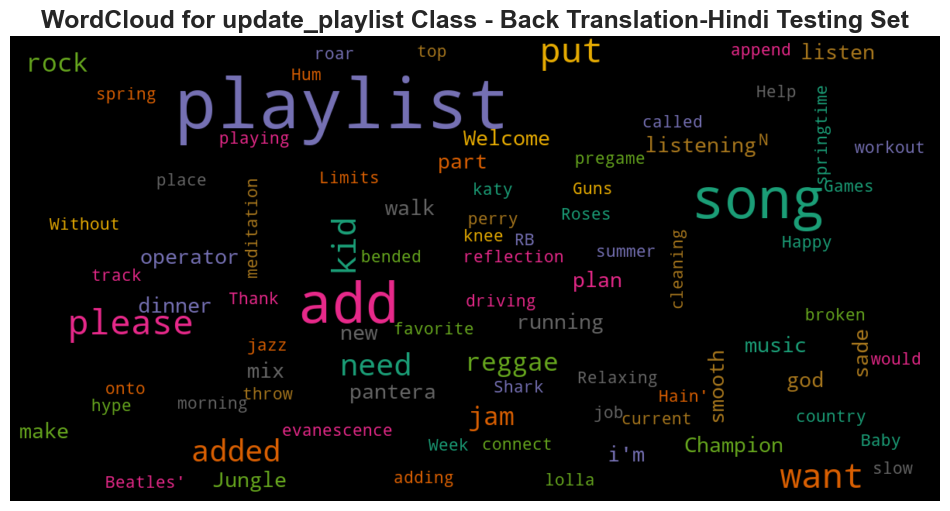 WordCloud for update_playlist Class - Back Translation-Hindi Testing Set
rock
roar
top
put
append
listen
Hum
spring
playlist
Help
springtime
playing
Welcome
called
listening
N
workout
part
pregame
place
Limits
katy
Guns
song
Games
meditation
walk
Without
perry
Roses
kid
knee
RB
Happy
operator
bended
reflection
summer
cleaning
track
plan
dinner
Thank
add
driving
please
new
favorite
running
broken
jazz
need
reggae
music
sade
would
mix
smooth
god
onto
throw
pantera
Shark
Relaxing
Hain'
hype
morning
jam
job
current
country
make
evanescence
added
Week
connect
i'm
Champion
Baby
Beatles'
Jungle
adding
lolla
want
slow